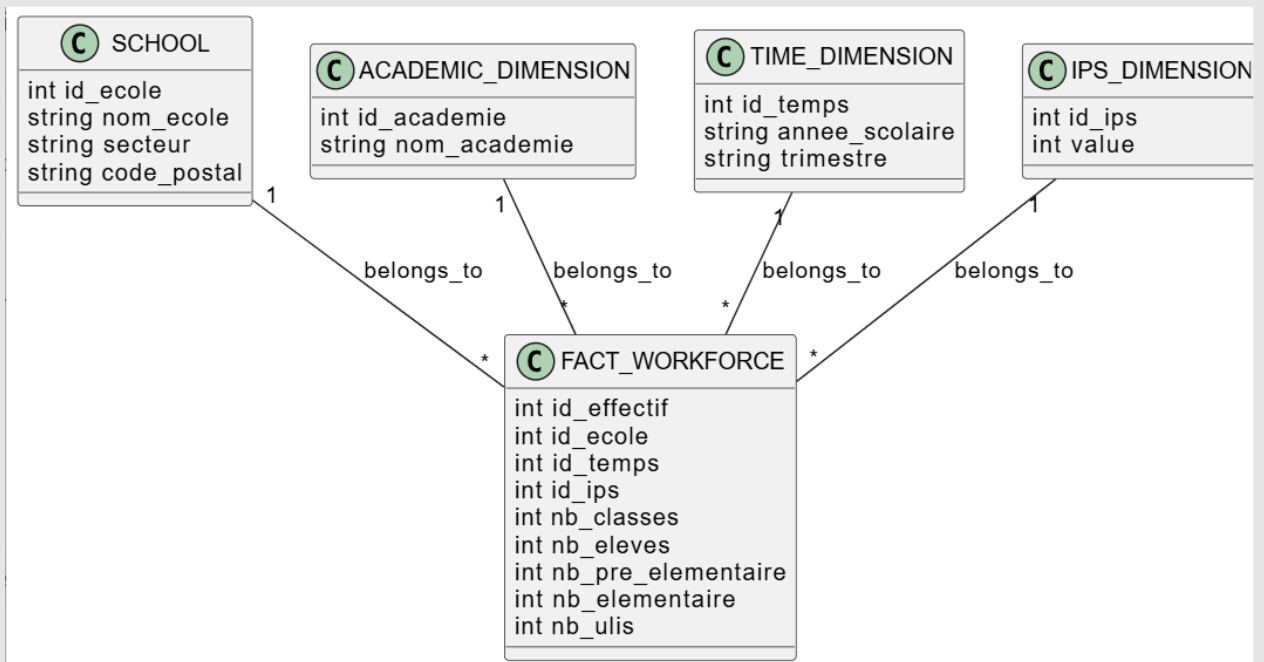 C SCHOOL
int id_ecole
string nom_ecole
string secteur
string code_postal
C ACADEMIC_DIMENSION
int id_academie
string nom_academie
C TIME_DIMENSION
int id_temps
string annee_scolaire
string trimestre
C IPS_DIMENSION
int id_ips
int value
1
1
1
1
belongs_to
belongs_to
belongs_to
belongs_to
*
*
*
*
C FACT_WORKFORCE
int id_effectif
int id_ecole
int id_temps
int id_ips
int nb_classes
int nb_eleves
int nb_pre_elementaire
int nb_elementaire
int nb_ulis